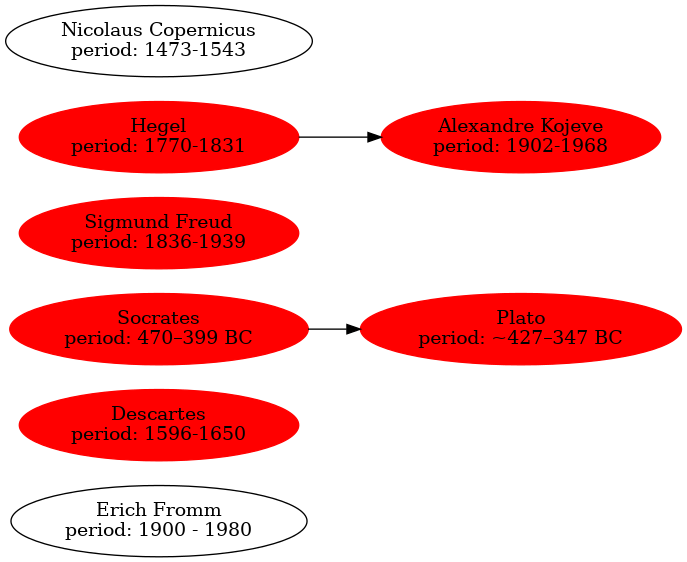 Nicolaus Copernicus
period: 1473-1543
Hegel
period: 1770-1831
Alexandre Kojeve
period: 1902-1968
Sigmund Freud
period: 1836-1939
Socrates
period: 470–399 BC
Plato
period: ~427–347 BC
Descartes
period: 1596-1650
Erich Fromm
period: 1900 - 1980